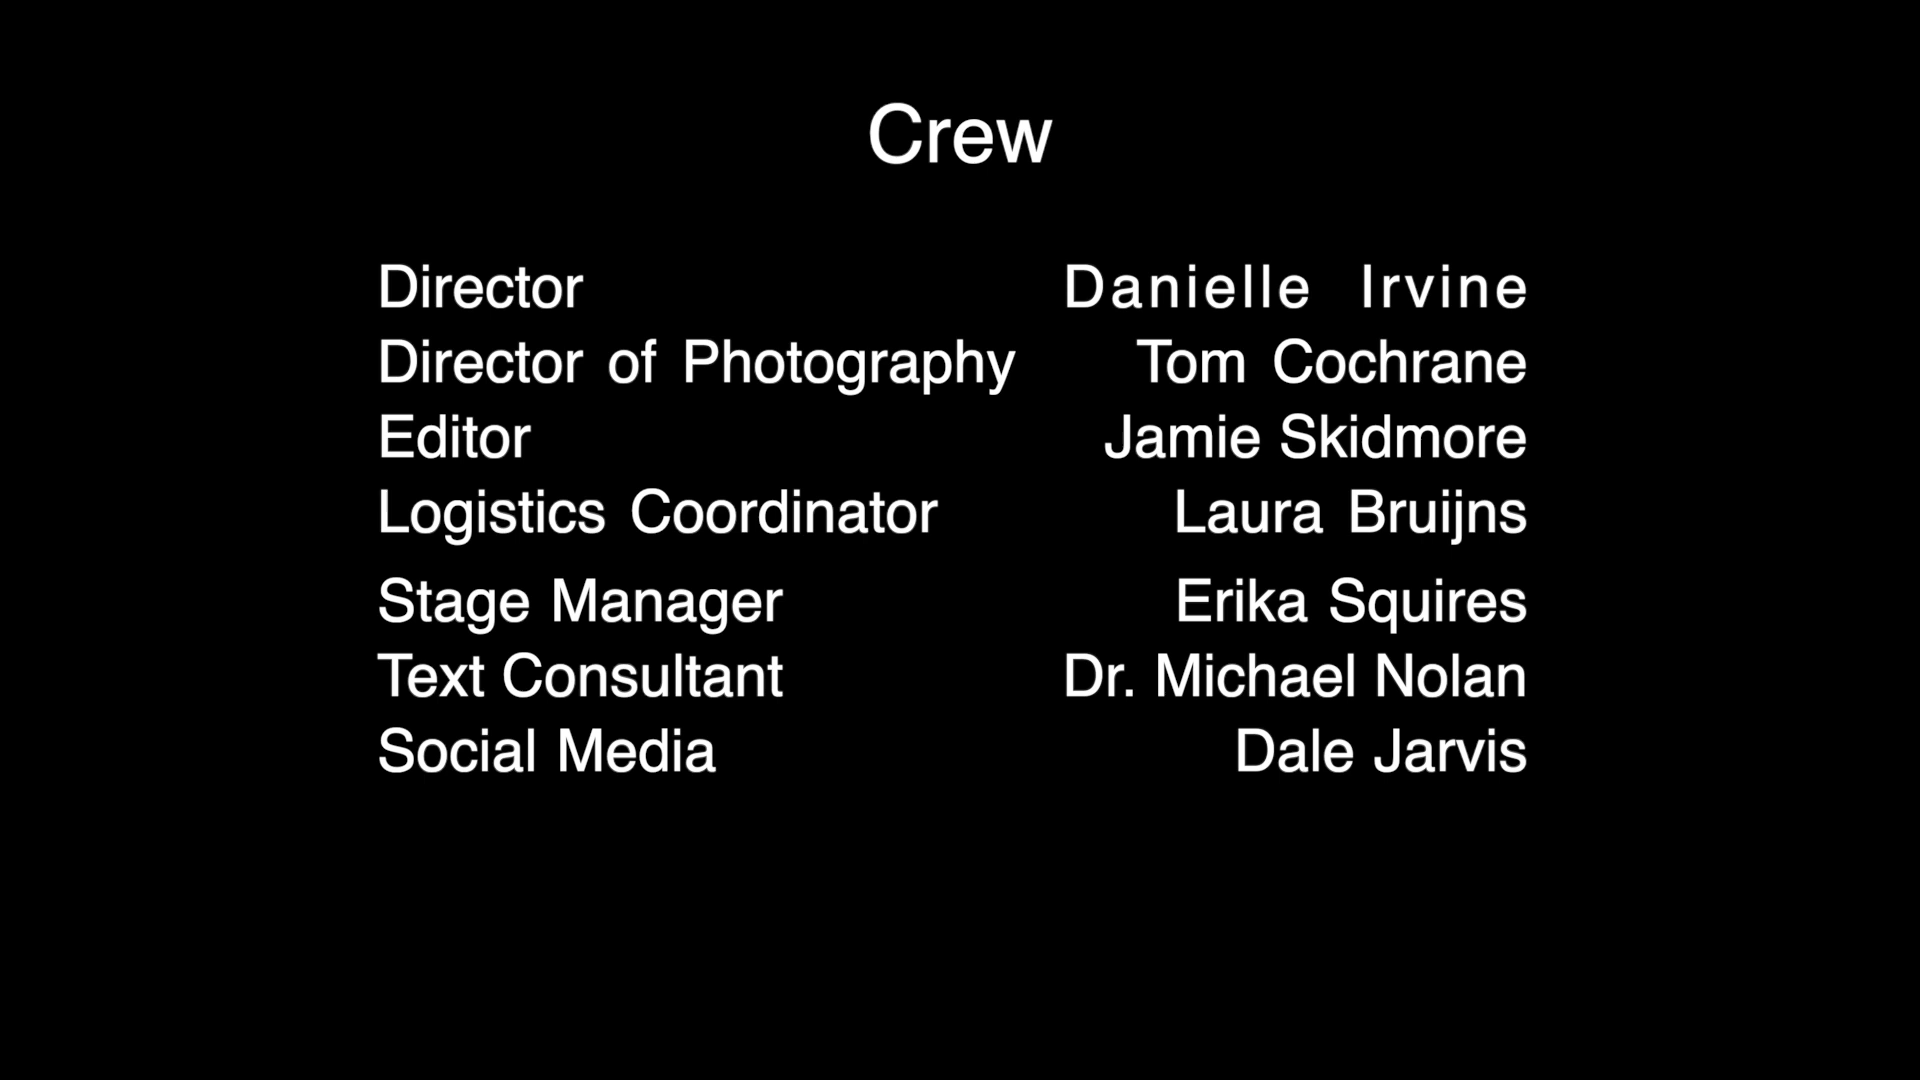 Crew
Director Danielle Irvine
Director of Photography Tom Cochrane
Editor Jamie Skidmore
Logistics Coordinator Laura Bruijns
Stage Manager Erika Squires
Text Consultant Dr. Michael Nolan
Social Media Dale Jarvis